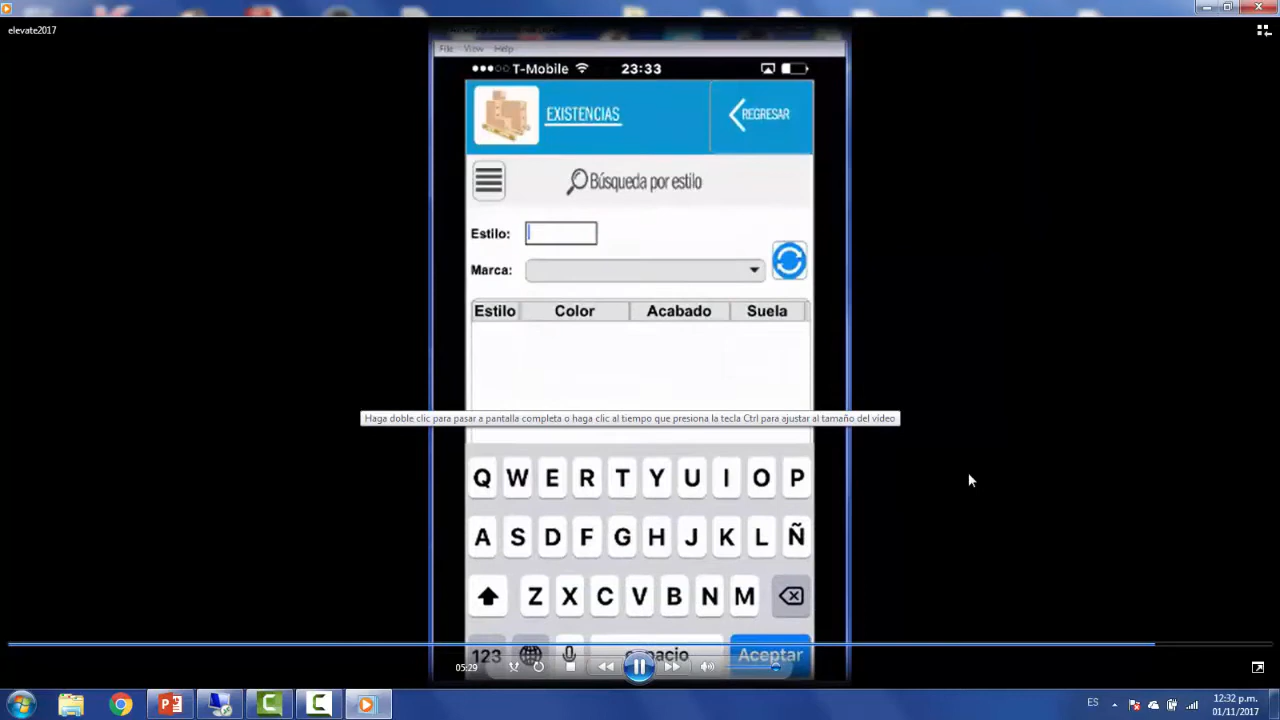 elevate2017
File View Help
T-Mobile 23:33
EXISTENCIAS
REGRESAR
Búsqueda por estilo
Estilo:
Marca:
Estilo Color Acabado Suela
Haga doble clic para pasar a pantalla completa o haga clic al tiempo que presiona la tecla Ctrl para ajustar al tamaño del vídeo
Q W E R T Y U I O P
A S D F G H J K L Ñ
Z X C V B N M
123 espacio Aceptar
05:29
ES
12:32 p.m.
01/11/2017